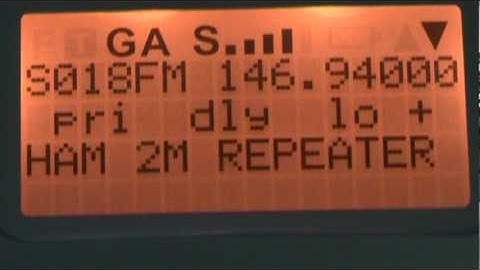 GA S
S018FM 146.94000
pri dly lo +
HAM 2M REPEATER